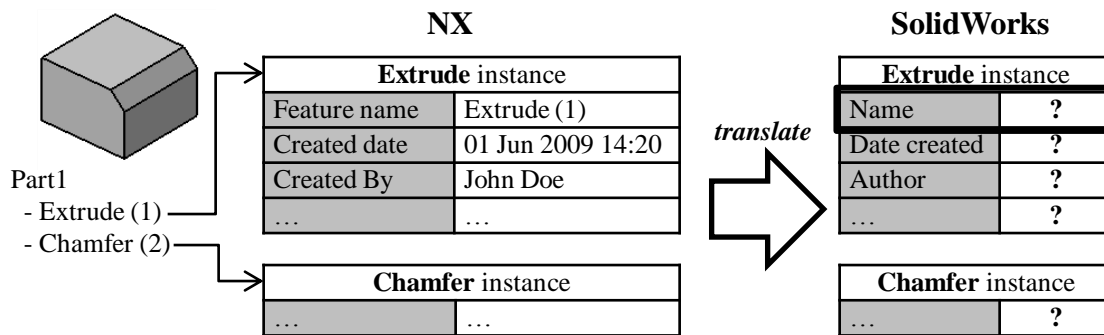 NX
SolidWorks
Extrude instance
Feature name Extrude (1)
Created date 01 Jun 2009 14:20
Created By John Doe
… …
Part1
- Extrude (1)
- Chamfer (2)
Chamfer instance
… …
translate
Extrude instance
Name ?
Date created ?
Author ?
… ?
Chamfer instance
… ?